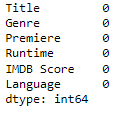 Title 0
Genre 0
Premiere 0
Runtime 0
IMDB Score 0
Language 0
dtype: int64